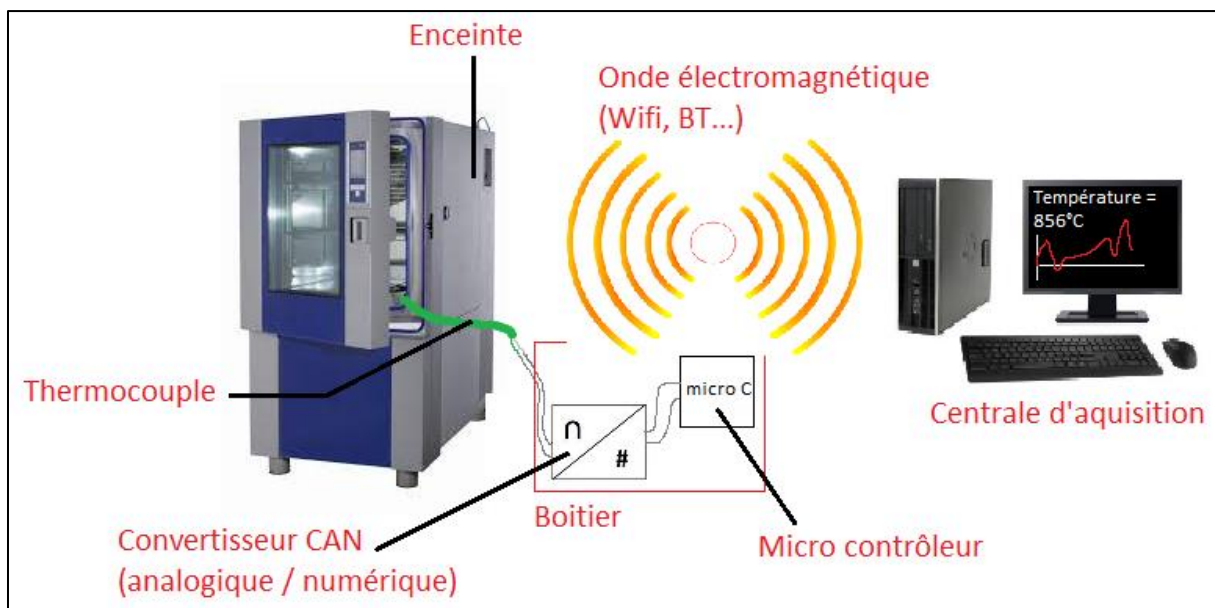 Enceinte
Onde électromagnétique
(Wifi, BT...)
Température =
856°C
Thermocouple
micro C
∩
#
Centrale d'aquisition
Boitier
Convertisseur CAN
(analogique / numérique)
Micro contrôleur